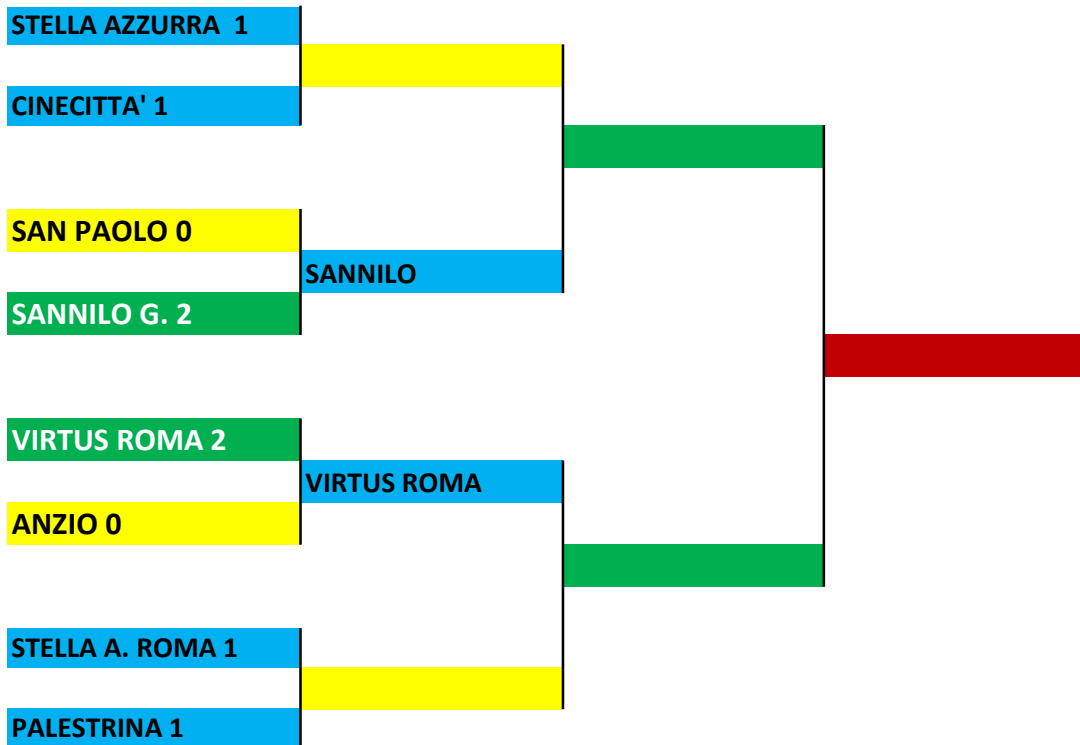 STELLA AZZURRA  1
CINECITTA' 1
SAN PAOLO 0
SANNILO
SANNILO G. 2
VIRTUS ROMA 2
VIRTUS ROMA
ANZIO 0
STELLA A. ROMA 1
PALESTRINA 1